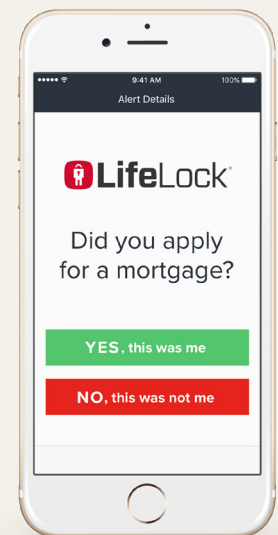 9:41 AM
100%
Alert Details
LifeLock
Did you apply
for a mortgage?
YES, this was me
NO, this was not me